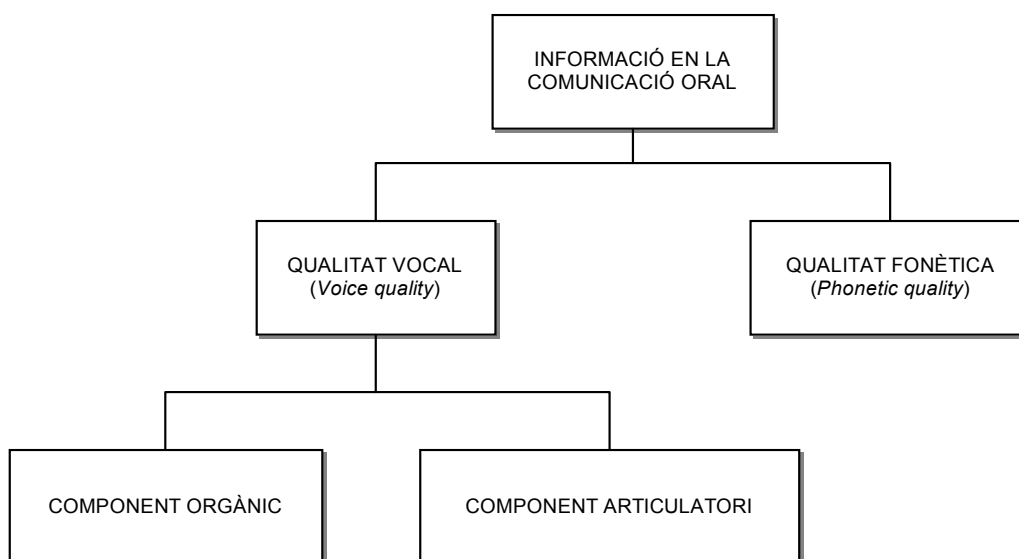 INFORMACIÓ EN LA
COMUNICACIÓ ORAL
QUALITAT VOCAL
(Voice quality)
QUALITAT FONÈTICA
(Phonetic quality)
COMPONENT ORGÀNIC
COMPONENT ARTICULATORI